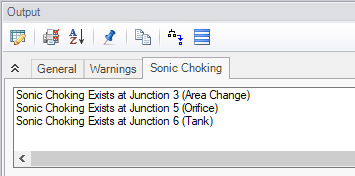 Output
General
Warnings
Sonic Choking
Sonic Choking Exists at Junction 3 (Area Change)
Sonic Choking Exists at Junction 5 (Orifice)
Sonic Choking Exists at Junction 6 (Tank)